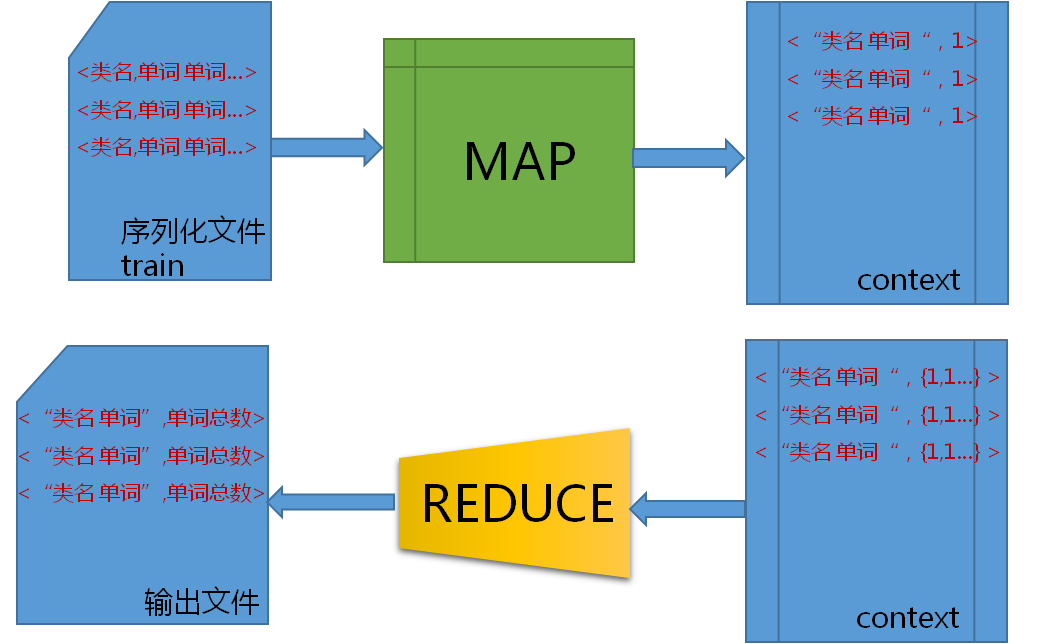 <类名,单词 单词...>
<类名,单词 单词...>
<类名,单词 单词...>
序列化文件
train
MAP
<“类名 单词“, 1>
<“类名 单词“, 1>
<“类名 单词“, 1>
context
<“类名 单词”,单词总数>
<“类名 单词”,单词总数>
<“类名 单词”,单词总数>
输出文件
REDUCE
<“类名 单词“, {1,1...} >
<“类名 单词“, {1,1...} >
<“类名 单词“, {1,1...} >
context